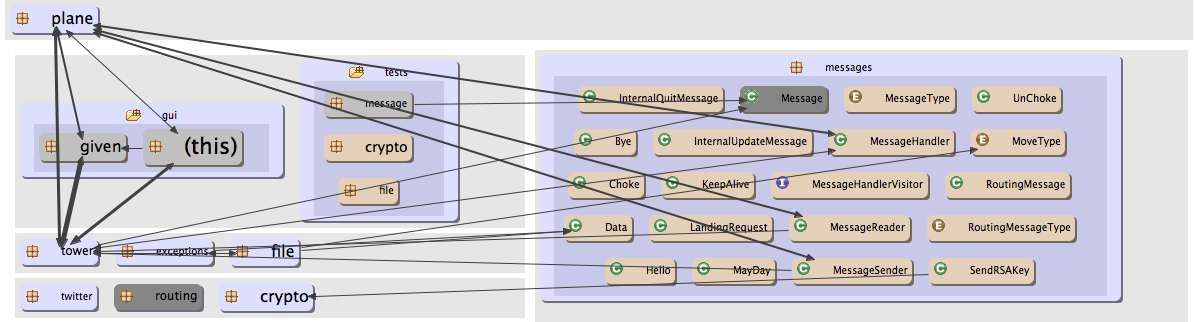 plane
tests
message
crypto
file
gui
given
(this)
tower
exceptions
file
twitter
routing
crypto
messages
InternalQuitMessage
Message
MessageType
UnChoke
Bye
InternalUpdateMessage
MessageHandler
MoveType
Choke
KeepAlive
MessageHandlerVisitor
RoutingMessage
Data
LandingRequest
MessageReader
RoutingMessageType
Hello
MayDay
MessageSender
SendRSAKey